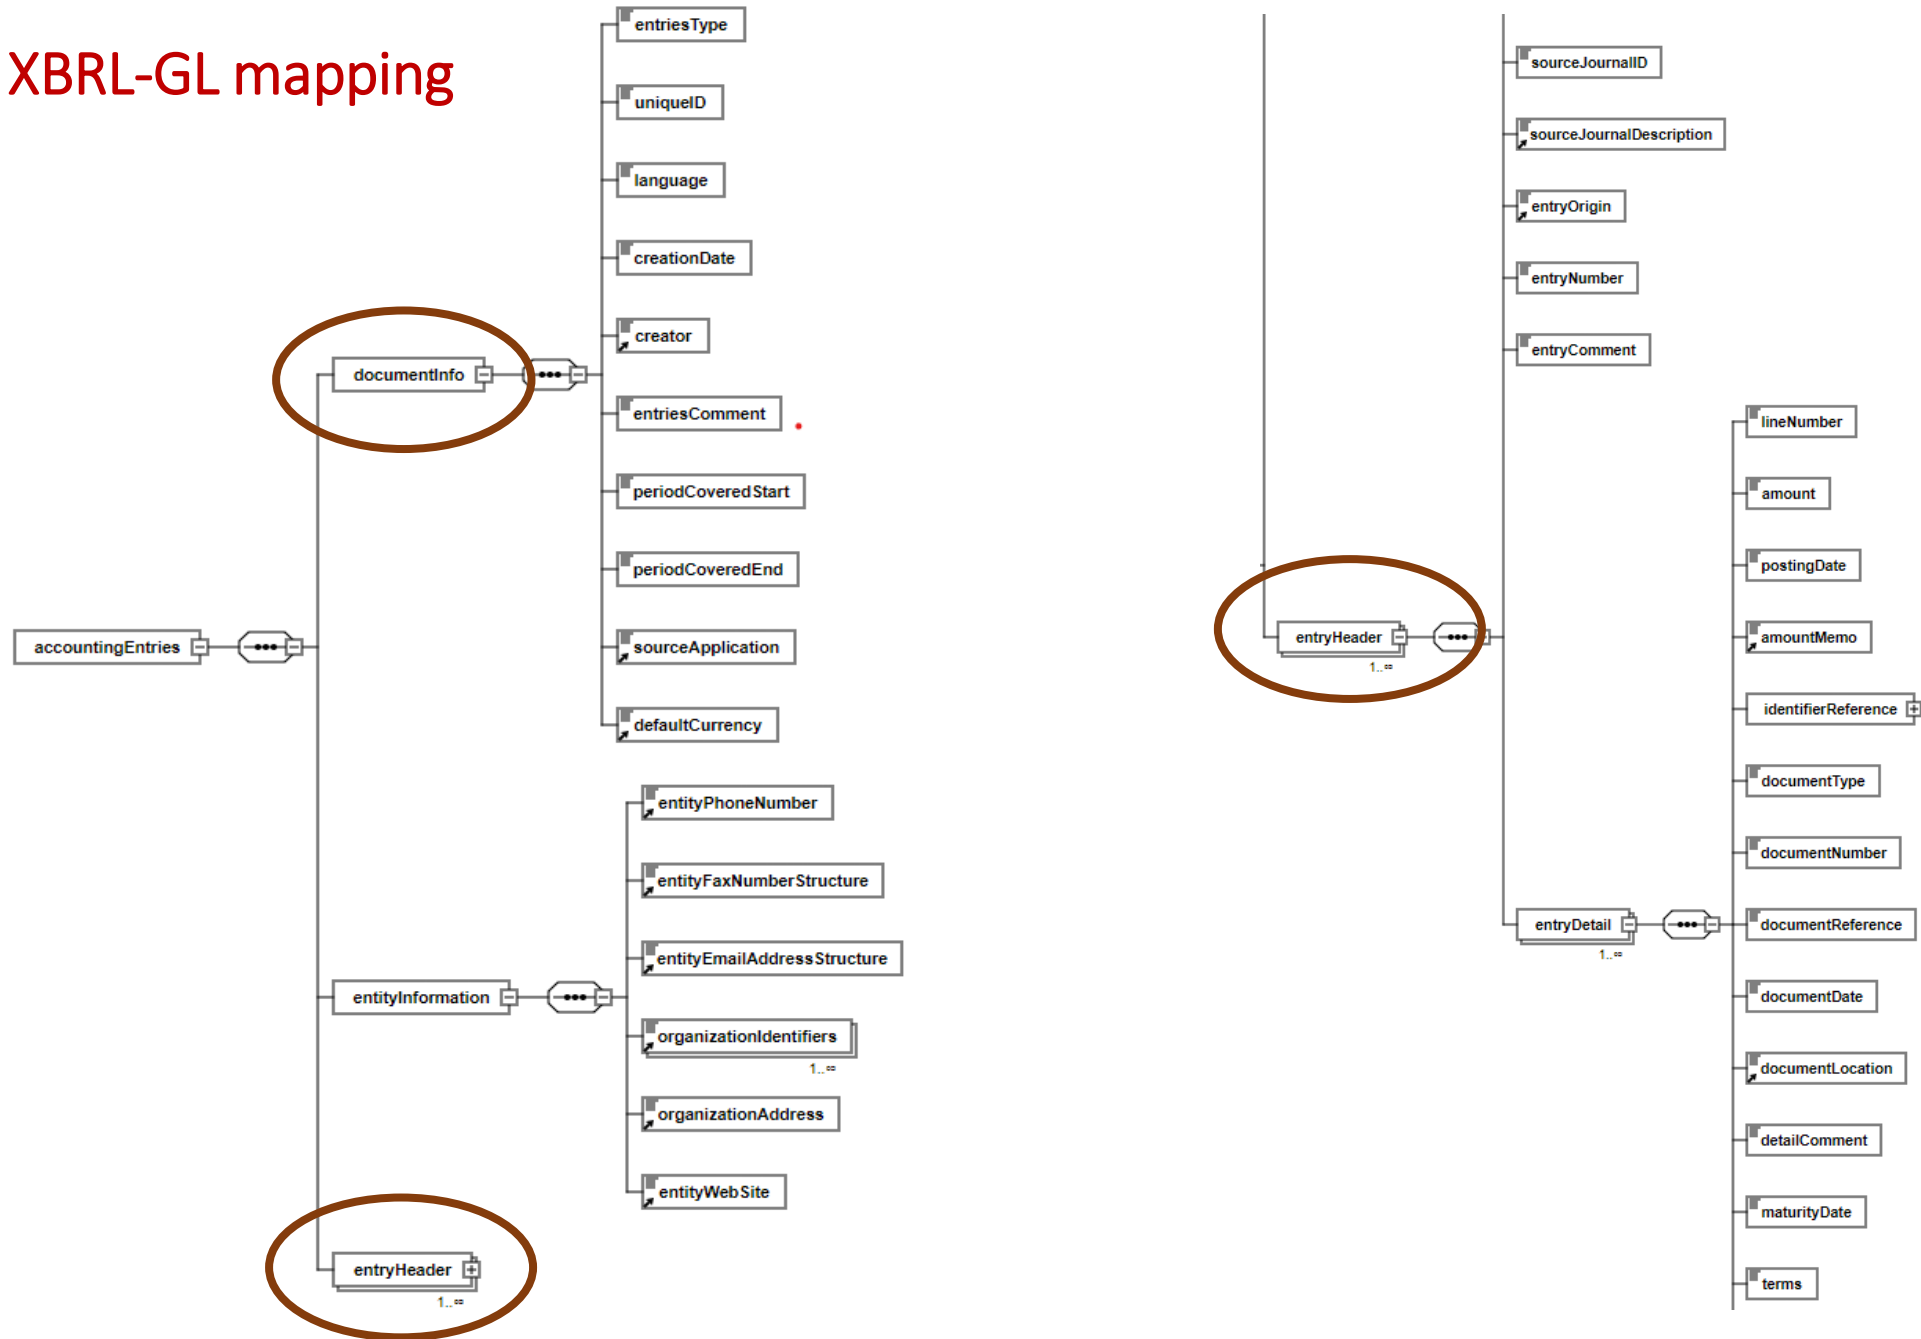 XBRL-GL mapping
entriesType
uniqueID
language
creationDate
creator
documentInfo
entriesComment
periodCoveredStart
periodCoveredEnd
accountingEntries
sourceApplication
defaultCurrency
entityPhoneNumber
entityFaxNumberStructure
entityEmailAddressStructure
entityInformation
organizationIdentifiers
1..∞
organizationAddress
entityWebSite
entryHeader
1..∞
sourceJournalID
sourceJournalDescription
entryOrigin
entryNumber
entryComment
entryHeader
1..∞
lineNumber
amount
postingDate
amountMemo
identifierReference
documentType
documentNumber
entryDetail
1..∞
documentReference
documentDate
documentLocation
detailComment
maturityDate
terms